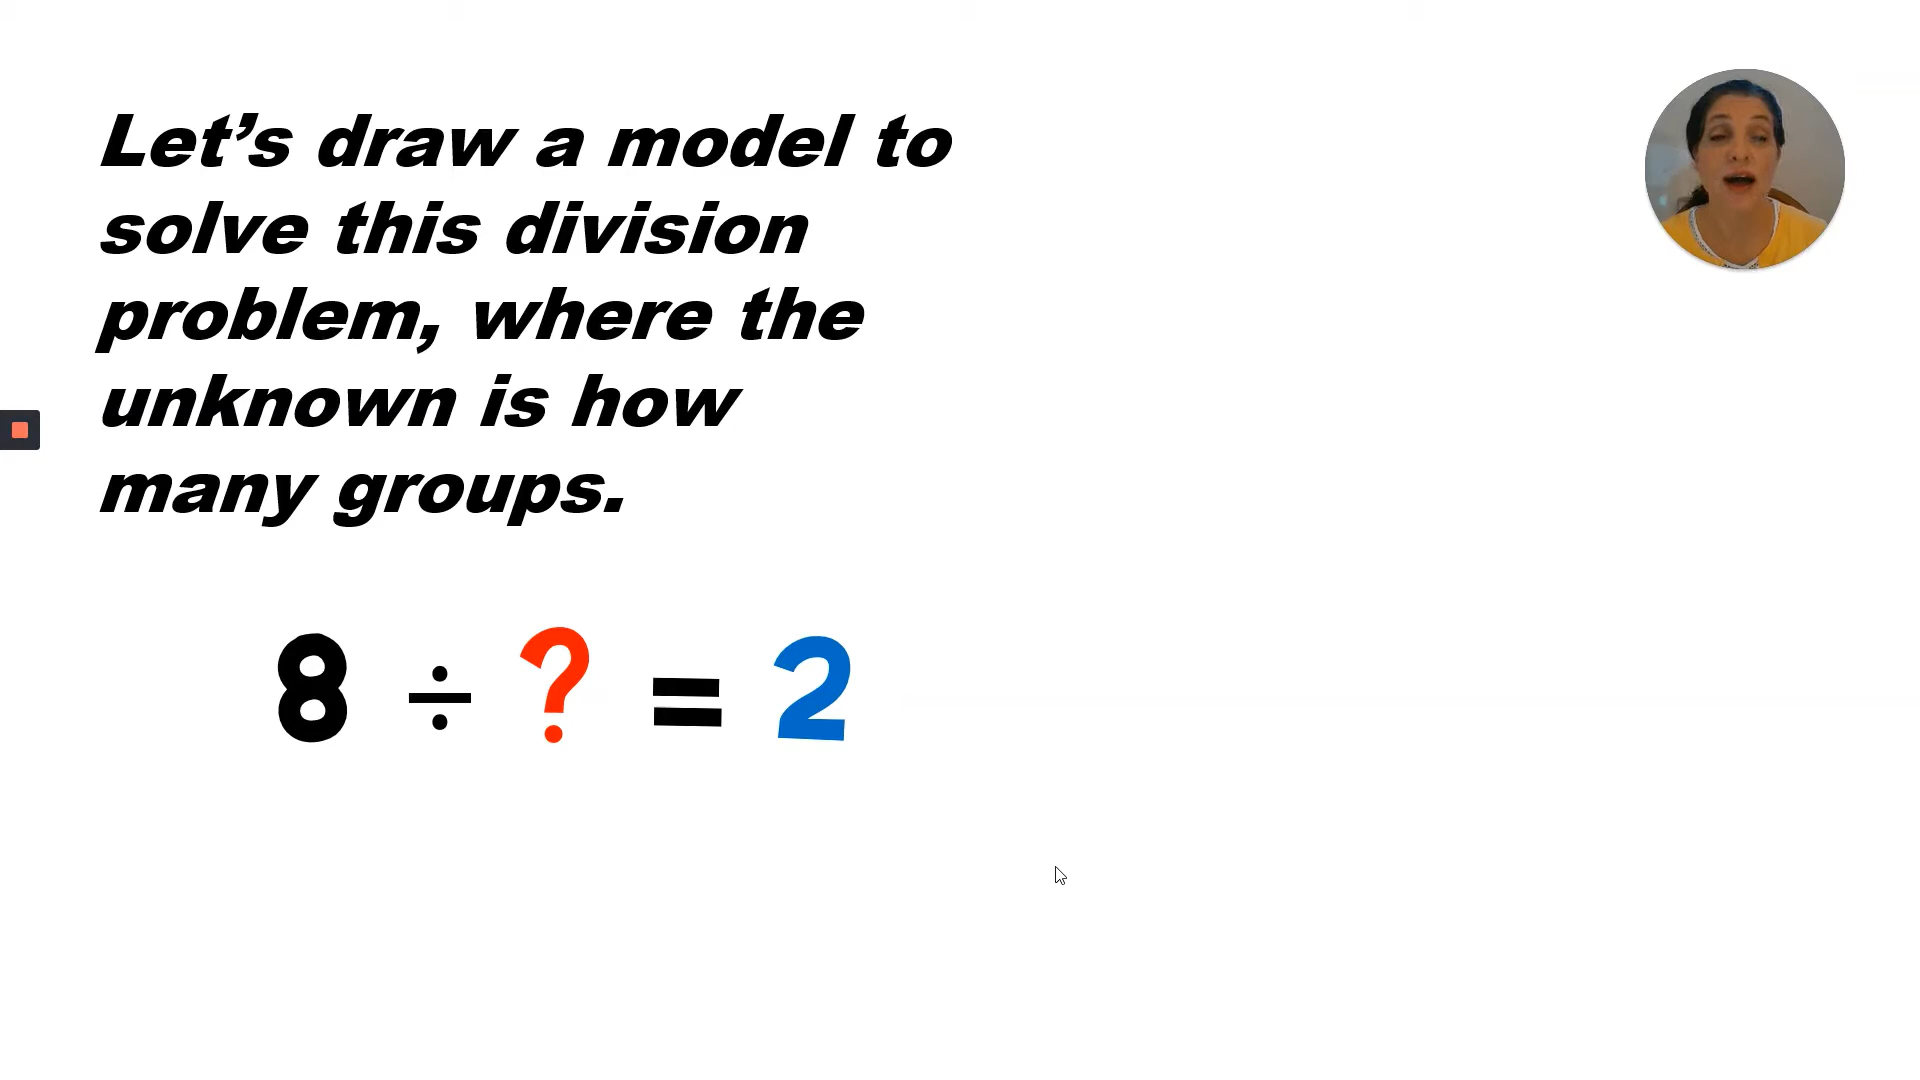 Let’s draw a model to
solve this division
problem, where the
unknown is how
many groups.
8 ÷ ? = 2